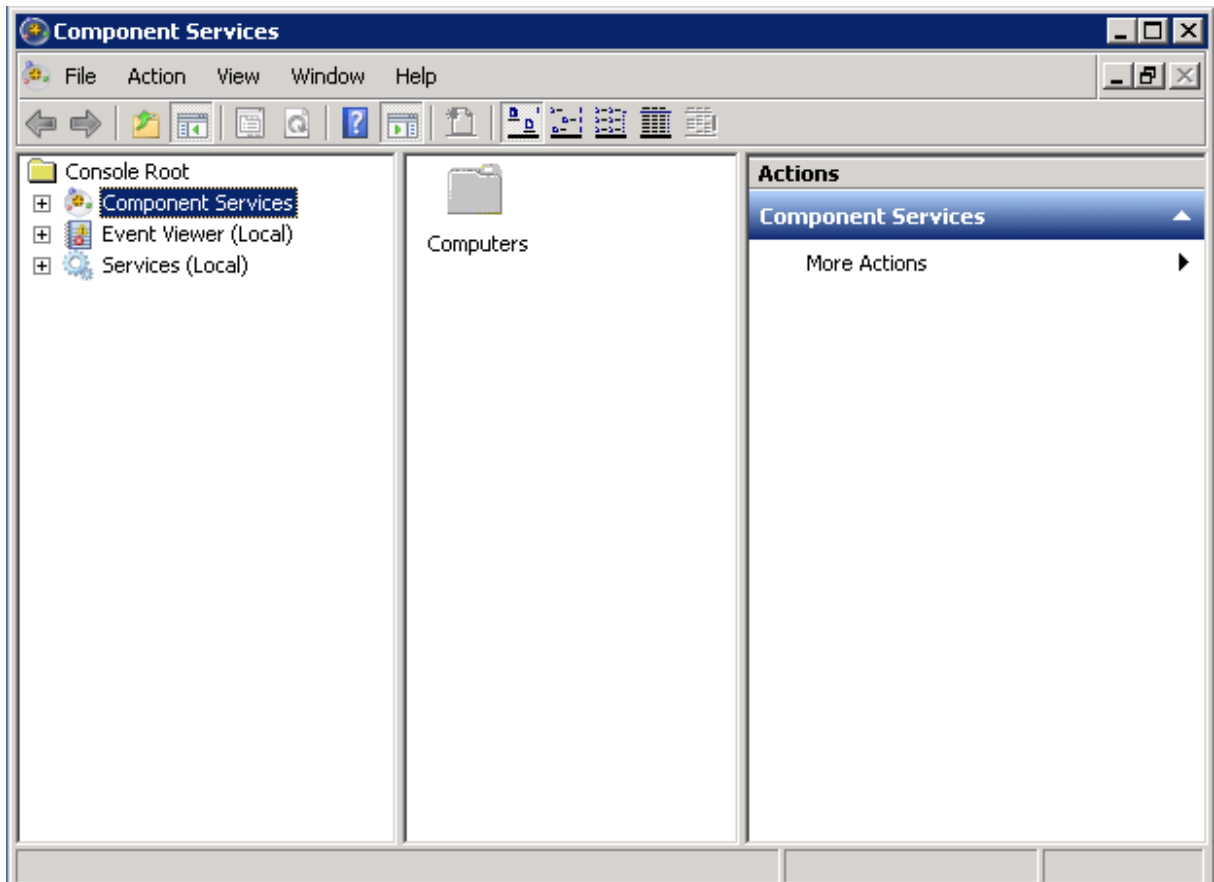 Component Services
File Action View Window Help
Console Root
Component Services
Event Viewer (Local)
Services (Local)
Computers
Actions
Component Services
More Actions